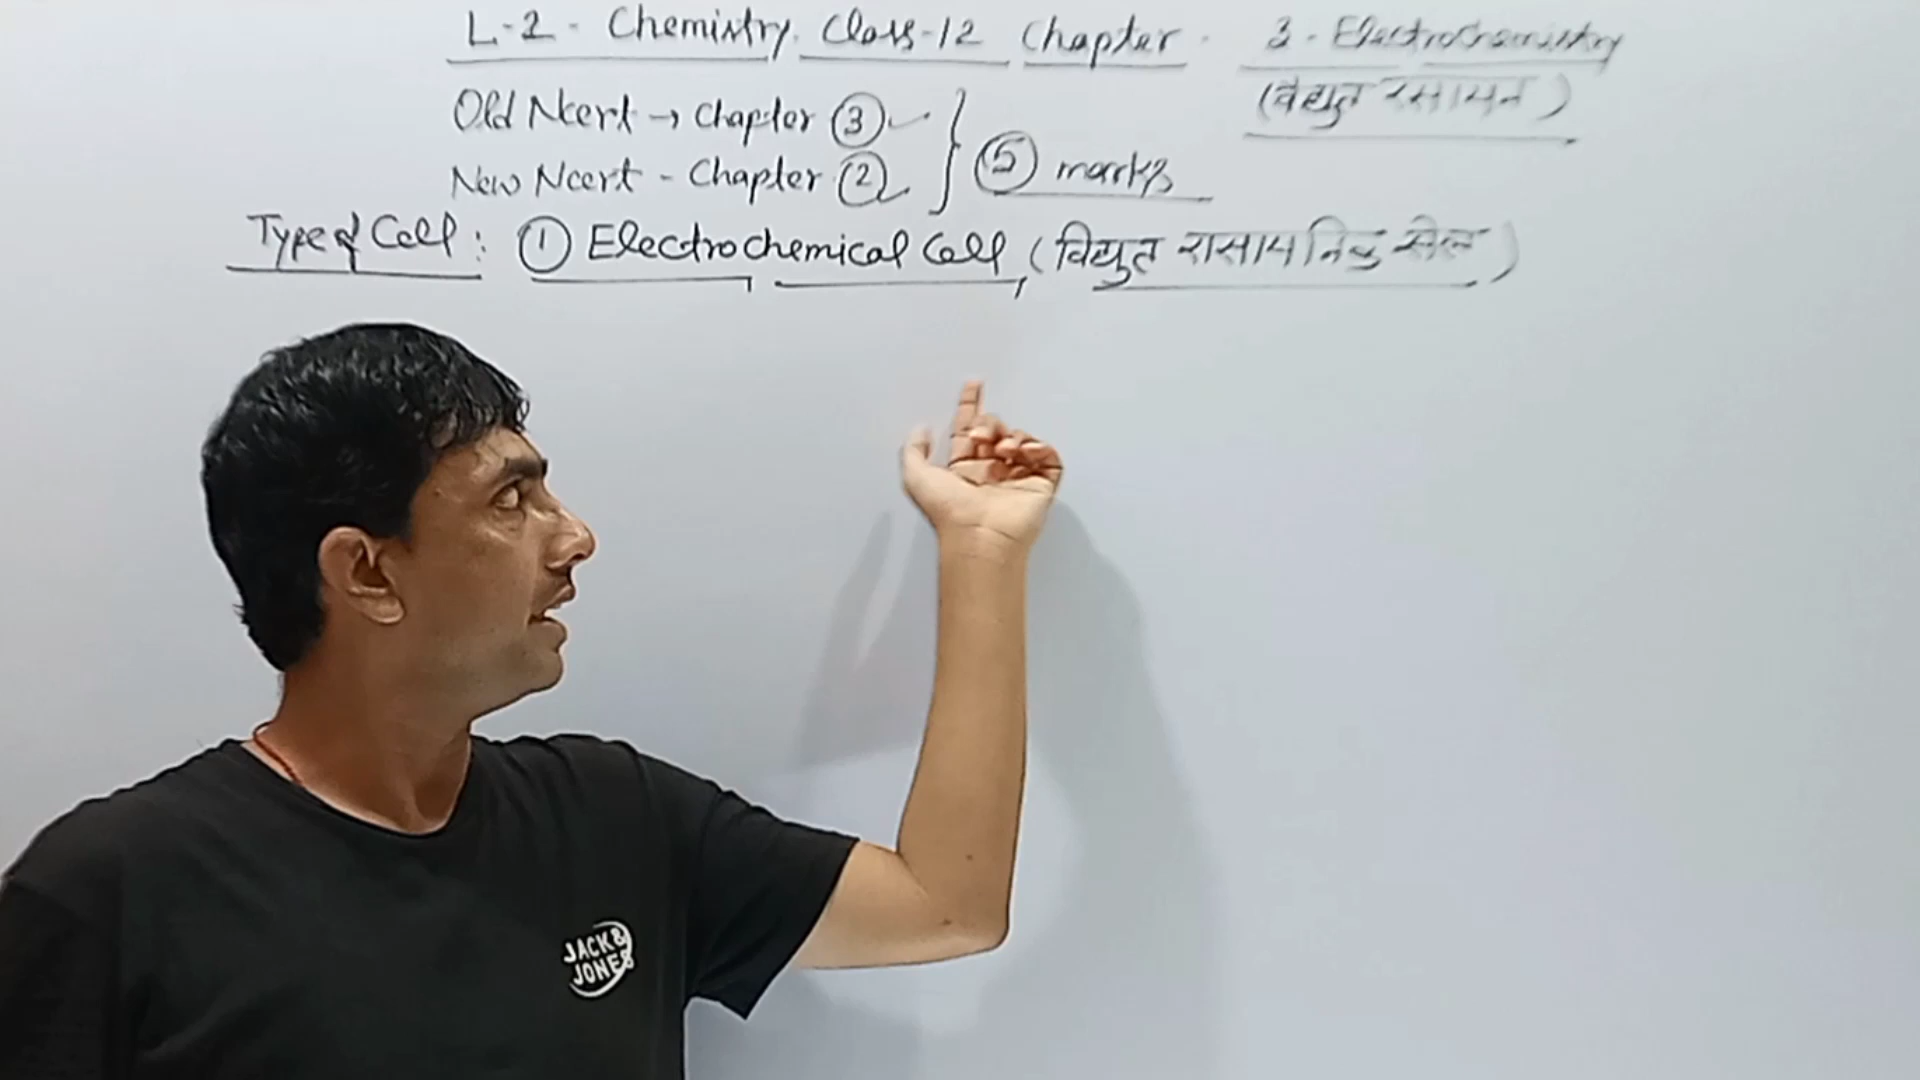 L-2 - Chemistry. Class-12 Chapter - 3 - Electrochemistry
(वैद्युत रसायन)
Old Ncert → Chapter ③
New Ncert - Chapter ② } ⑤ marks
Type of Cell : ① Electrochemical Cell (विद्युत रासायनिक सेल)
JACK&
JONES